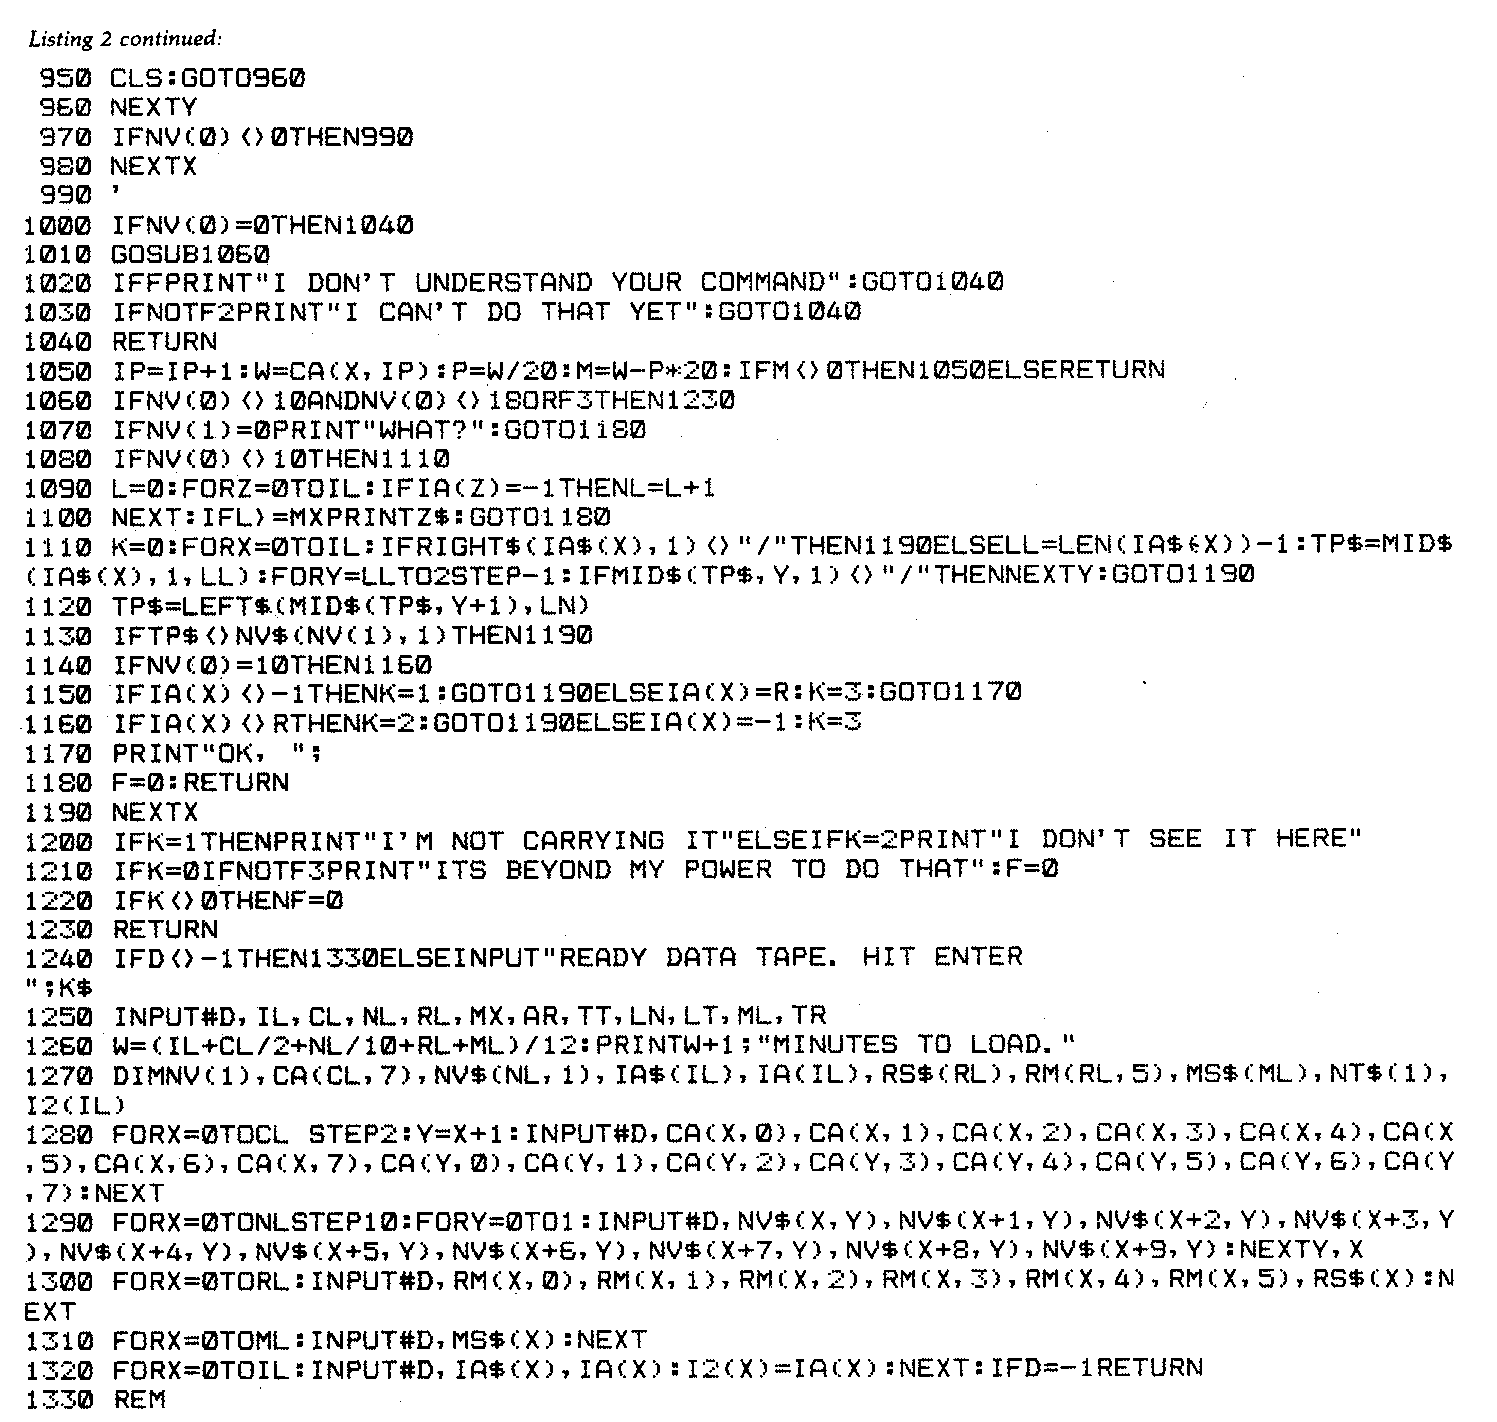 Listing 2 continued:
950 CLS:GOTO960
960 NEXTY
970 IFNV(0)<>0THEN990
980 NEXTX
990 '
1000 IFNV(0)=0THEN1040
1010 GOSUB1060
1020 IFFPRINT"I DON'T UNDERSTAND YOUR COMMAND":GOTO1040
1030 IFNOTF2PRINT"I CAN'T DO THAT YET":GOTO1040
1040 RETURN
1050 IP=IP+1:W=CA(X,IP):P=W/20:M=W-P*20:IFM<>0THEN1050ELSERETURN
1060 IFNV(0)<>10ANDNV(0)<>18ORF3THEN1230
1070 IFNV(1)=0PRINT"WHAT?":GOTO1180
1080 IFNV(0)<>10THEN1110
1090 L=0:FORZ=0TOIL:IFIA(Z)=-1THENL=L+1
1100 NEXT:IFL>=MXPRINTZ$:GOTO1180
1110 K=0:FORX=0TOIL:IFRIGHT$(IA$(X),1)<>"/"THEN1190ELSELL=LEN(IA$(X))-1:TP$=MID$
(IA$(X),1,LL):FORY=LLTO2STEP-1:IFMID$(TP$,Y,1)<>"/"THENNEXTY:GOTO1190
1120 TP$=LEFT$(MID$(TP$,Y+1),LN)
1130 IFTP$<>NV$(NV(1),1)THEN1190
1140 IFNV(0)=10THEN1160
1150 IFIA(X)<>-1THENK=1:GOTO1190ELSEIA(X)=R:K=3:GOTO1170
1160 IFIA(X)<>RTHENK=2:GOTO1190ELSEIA(X)=-1:K=3
1170 PRINT"OK, ";
1180 F=0:RETURN
1190 NEXTX
1200 IFK=1THENPRINT"I'M NOT CARRYING IT"ELSEIFK=2PRINT"I DON'T SEE IT HERE"
1210 IFK=0IFNOTF3PRINT"ITS BEYOND MY POWER TO DO THAT":F=0
1220 IFK<>0THENF=0
1230 RETURN
1240 IFD<>-1THEN1330ELSEINPUT"READY DATA TAPE. HIT ENTER
";K$
1250 INPUT#D,IL,CL,NL,RL,MX,AR,TT,LN,LT,ML,TR
1260 W=(IL+CL/2+NL/10+RL+ML)/12:PRINTW+1;"MINUTES TO LOAD."
1270 DIMNV(1),CA(CL,7),NV$(NL,1),IA$(IL),IA(IL),RS$(RL),RM(RL,5),MS$(ML),NT$(1),
I2(IL)
1280 FORX=0TOCL STEP2:Y=X+1:INPUT#D,CA(X,0),CA(X,1),CA(X,2),CA(X,3),CA(X,4),CA(X
,5),CA(X,6),CA(X,7),CA(Y,0),CA(Y,1),CA(Y,2),CA(Y,3),CA(Y,4),CA(Y,5),CA(Y,6),CA(Y
,7):NEXT
1290 FORX=0TONLSTEP10:FORY=0TO1:INPUT#D,NV$(X,Y),NV$(X+1,Y),NV$(X+2,Y),NV$(X+3,Y
),NV$(X+4,Y),NV$(X+5,Y),NV$(X+6,Y),NV$(X+7,Y),NV$(X+8,Y),NV$(X+9,Y):NEXTY,X
1300 FORX=0TORL:INPUT#D,RM(X,0),RM(X,1),RM(X,2),RM(X,3),RM(X,4),RM(X,5),RS$(X):N
EXT
1310 FORX=0TOML:INPUT#D,MS$(X):NEXT
1320 FORX=0TOIL:INPUT#D,IA$(X),IA(X):I2(X)=IA(X):NEXT:IFD=-1RETURN
1330 REM